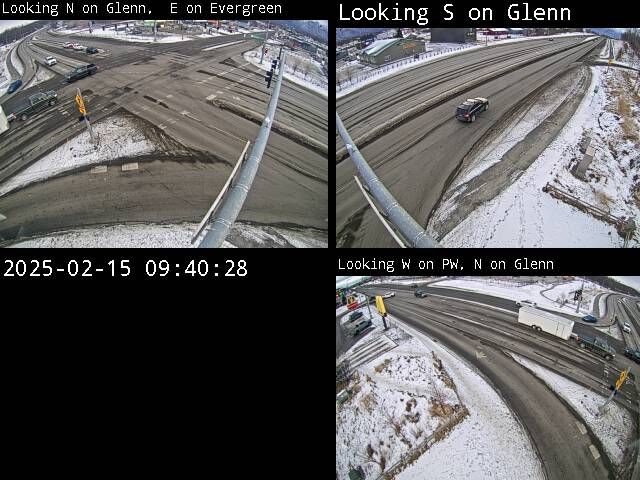 Looking N on Glenn,  E on Evergreen
Looking S on Glenn
2025-02-15 09:40:28
Looking W on PW, N on Glenn